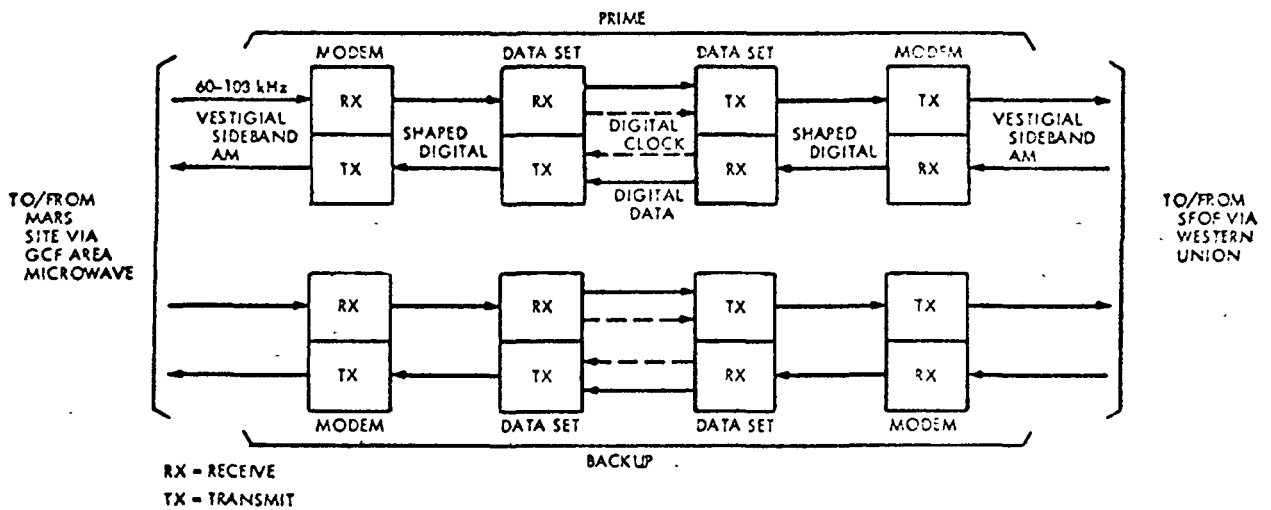 PRIME
MODEM
DATA SET
DATA SET
MODEM
60-103 kHz
VESTIGIAL
SIDEBAND
AM
RX
TX
SHAPED
DIGITAL
RX
TX
DIGITAL
CLOCK
DIGITAL
DATA
TX
RX
SHAPED
DIGITAL
TX
RX
VESTIGIAL
SIDEBAND
AM
TO/FROM
MARS
SITE VIA
GCF AREA
MICROWAVE
TO/FROM
SFOF VIA
WESTERN
UNION
RX
TX
RX
TX
TX
RX
TX
RX
MODEM
DATA SET
DATA SET
MODEM
BACKUP
RX = RECEIVE
TX = TRANSMIT